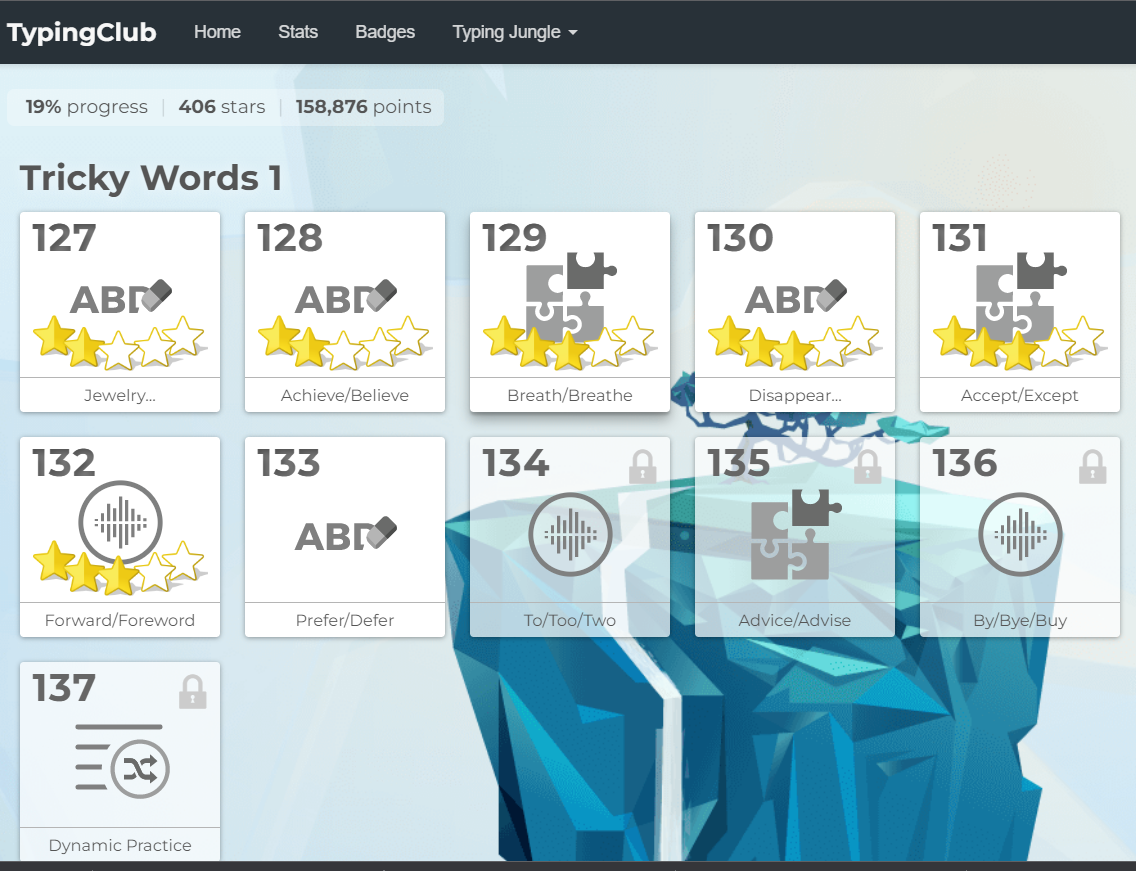 TypingClub Home Stats Badges Typing Jungle
19% progress | 406 stars | 158,876 points
Tricky Words 1
127
ABD
Jewelry...
128
ABD
Achieve/Believe
129
Breath/Breathe
130
ABD
Disappear...
131
Accept/Except
132
Forward/Foreword
133
ABD
Prefer/Defer
134
To/Too/Two
135
Advice/Advise
136
By/Bye/Buy
137
Dynamic Practice